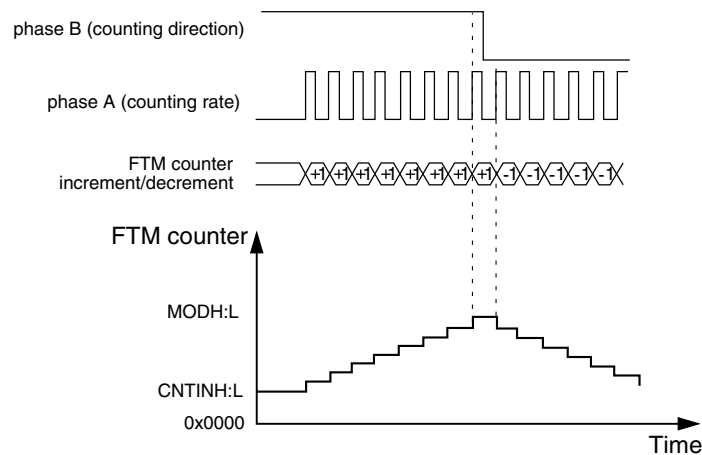 phase B (counting direction)
phase A (counting rate)
FTM counter
increment/decrement
+1 +1 +1 +1 +1 +1 +1 +1 -1 -1 -1 -1 -1
FTM counter
MODH:L
CNTINH:L
0x0000
Time